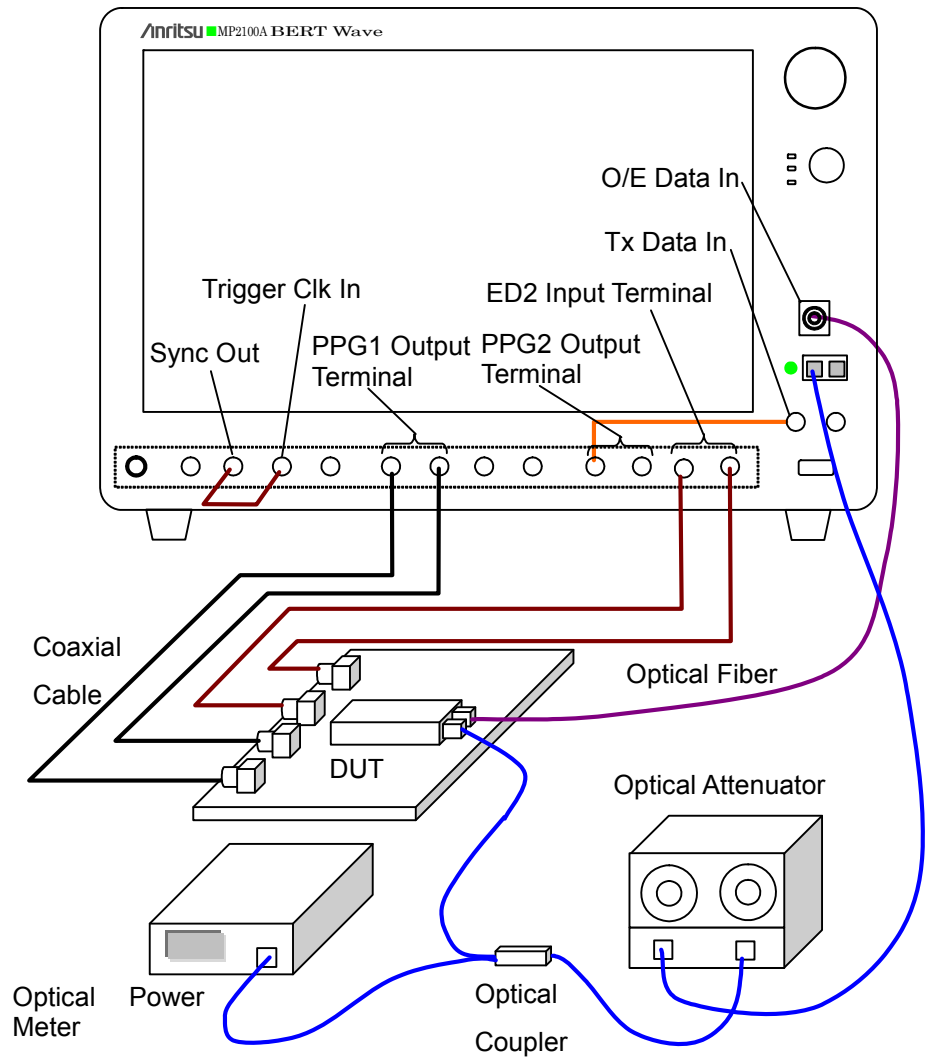 Anritsu MP2100A BERT Wave
O/E Data In
Tx Data In
Trigger Clk In
ED2 Input Terminal
Sync Out
PPG1 Output
Terminal
PPG2 Output
Terminal
Coaxial
Cable
Optical Fiber
DUT
Optical Attenuator
Optical Power
Meter
Optical
Coupler